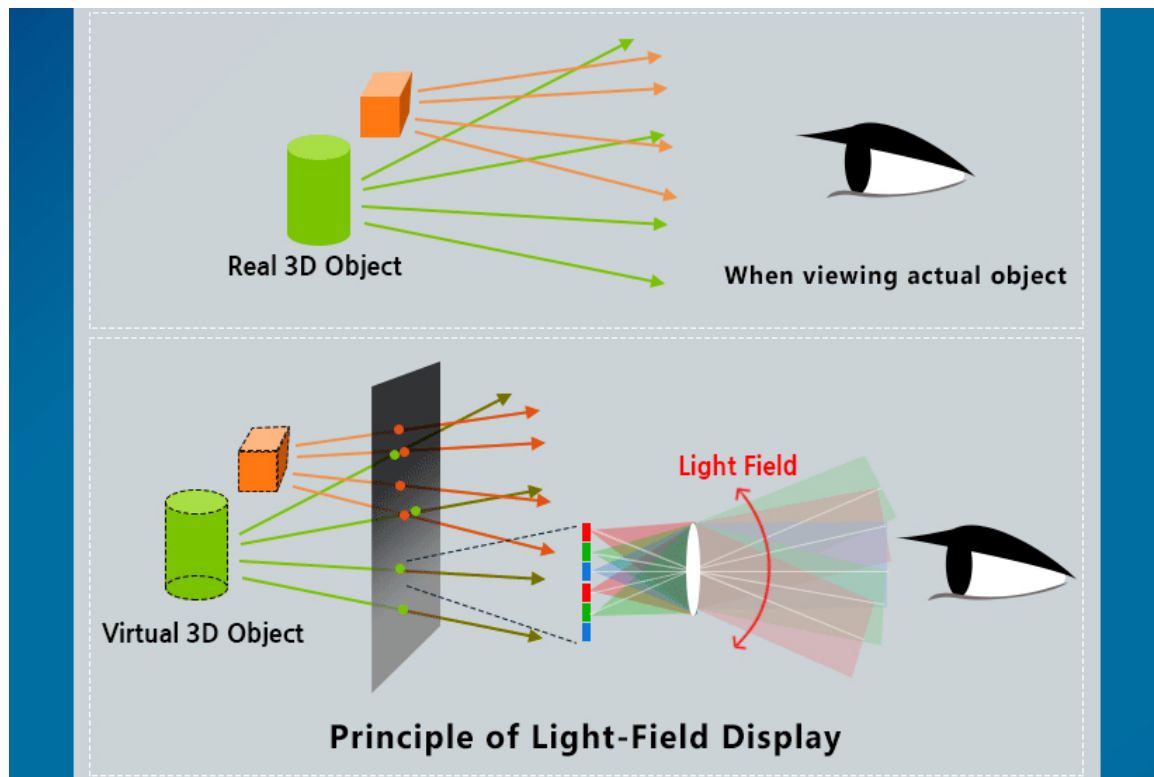 Real 3D Object
When viewing actual object
Light Field
Virtual 3D Object
Principle of Light-Field Display